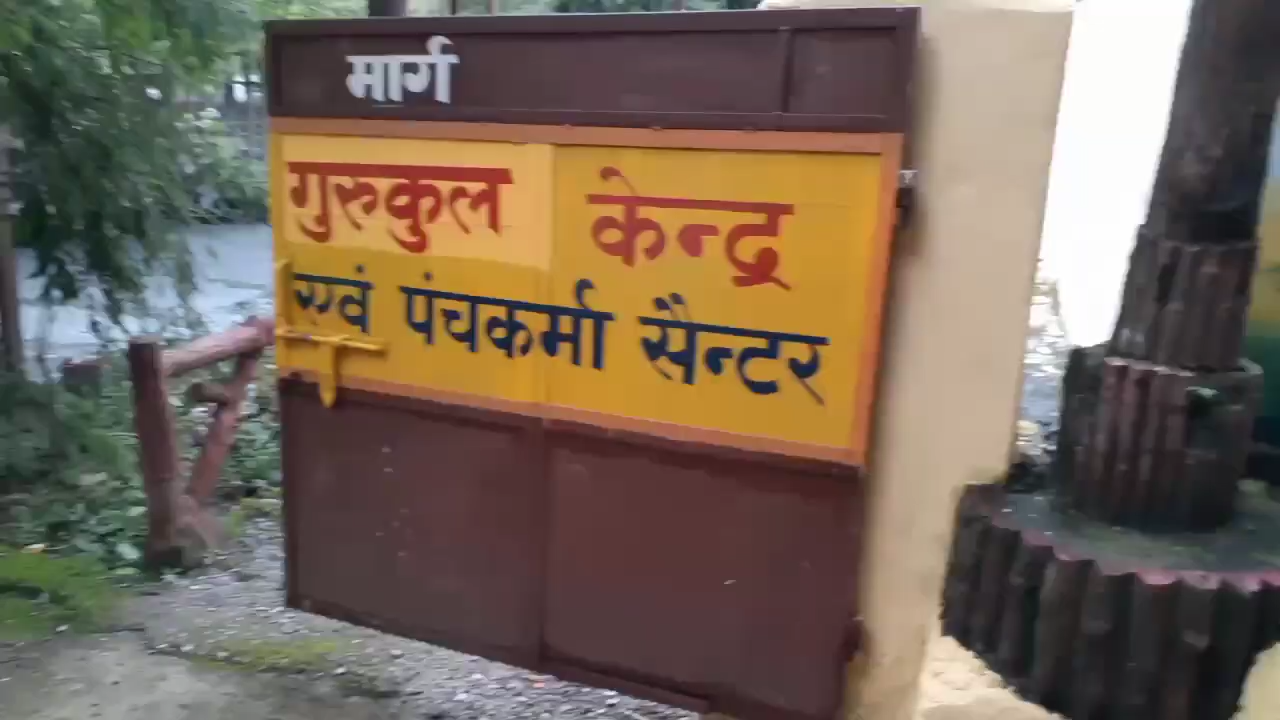 मार्ग
गुरुकुल केन्द्र
एवं पंचकर्मा सैन्टर